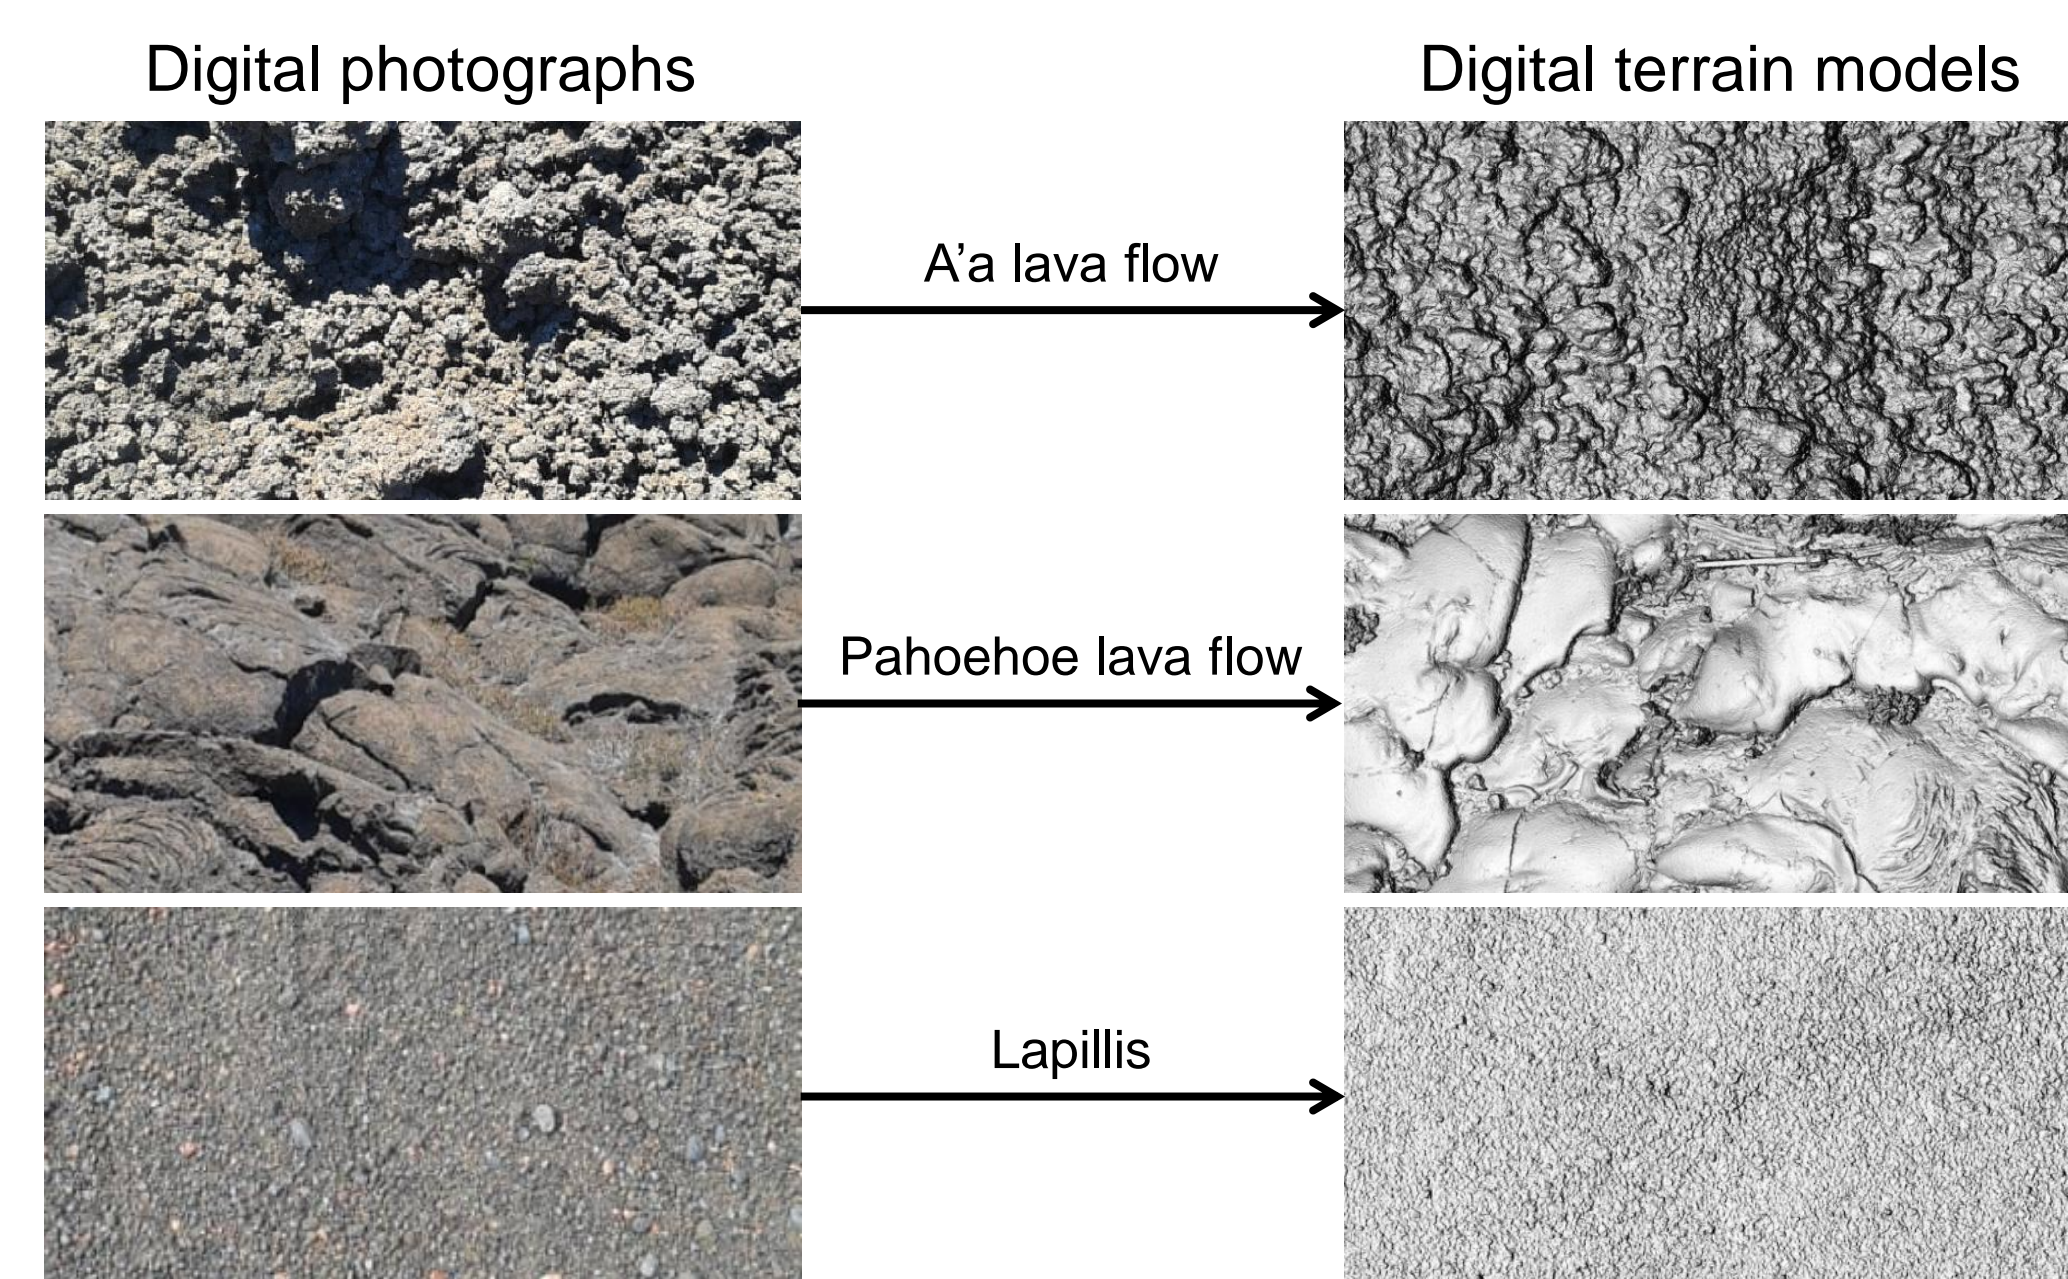 Digital photographs
Digital terrain models
A’a lava flow
Pahoehoe lava flow
Lapillis